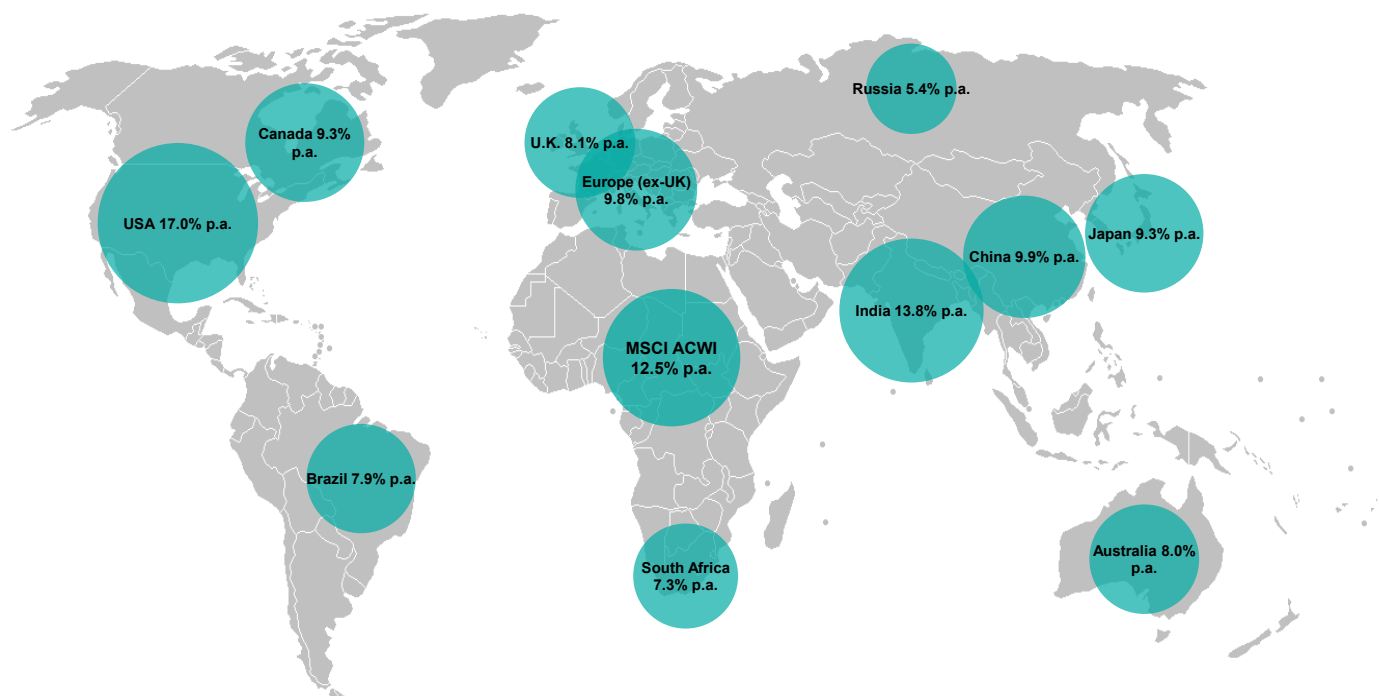 Russia 5.4% p.a.
Canada 9.3%
p.a.
U.K. 8.1% p.a.
Europe (ex-UK)
9.8% p.a.
USA 17.0% p.a.
Japan 9.3% p.a.
China 9.9% p.a.
India 13.8% p.a.
MSCI ACWI
12.5% p.a.
Brazil 7.9% p.a.
South Africa
7.3% p.a.
Australia 8.0%
p.a.